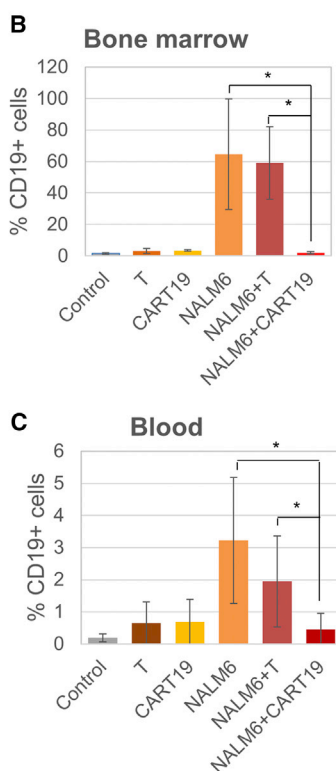 B
Bone marrow
% CD19+ cells
120
100
80
60
40
20
0
*
*
Control
T
CART19
NALM6
NALM6+T
NALM6+CART19
C
Blood
% CD19+ cells
6
5
4
3
2
1
0
*
*
Control
T
CART19
NALM6
NALM6+T
NALM6+CART19